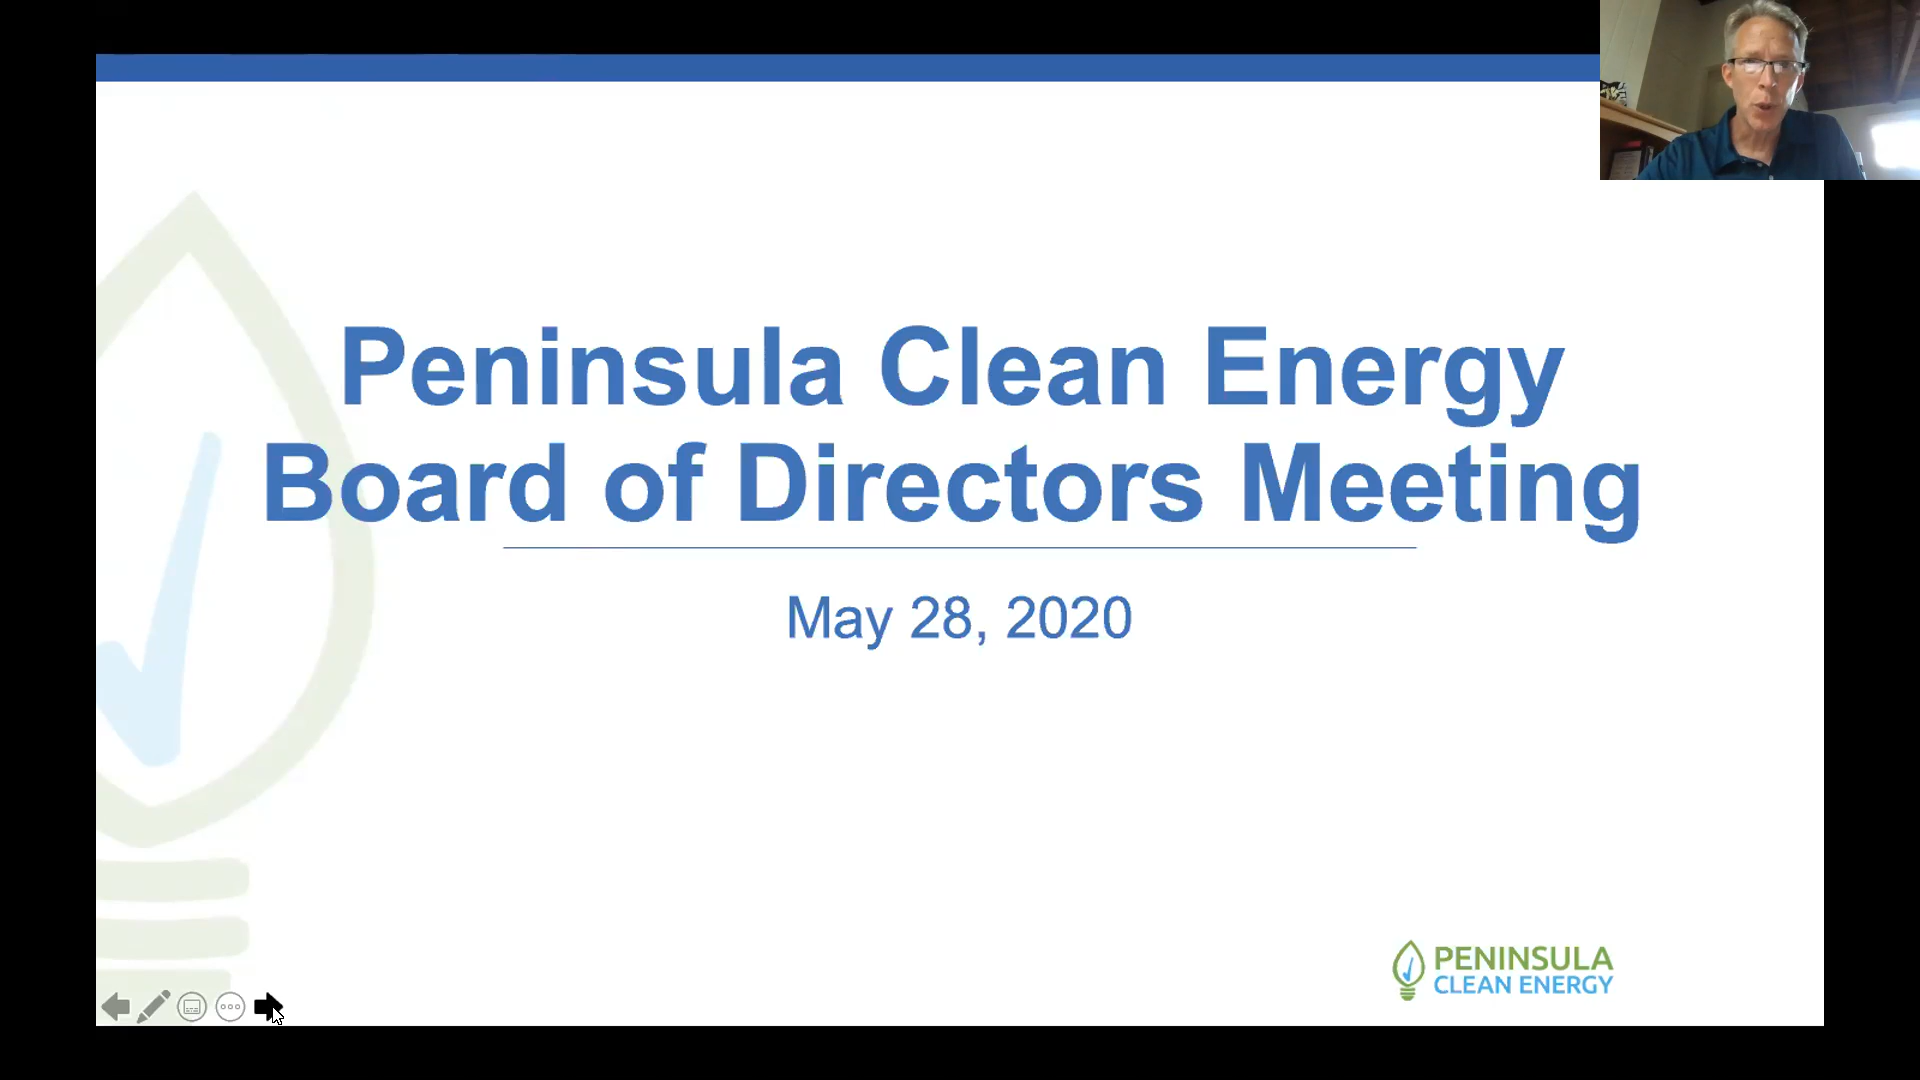 Peninsula Clean Energy
Board of Directors Meeting
May 28, 2020
PENINSULA
CLEAN ENERGY